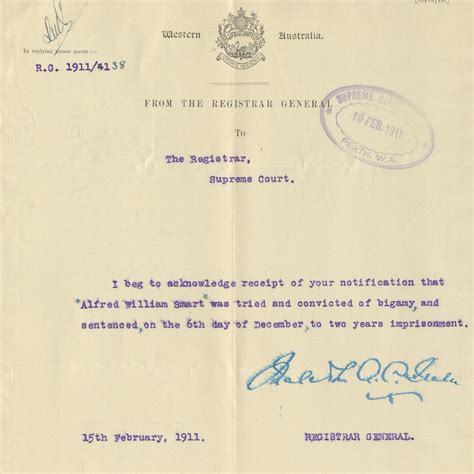 Western Australia.
In replying please quote:—
R.G. 1911/4138
FROM THE REGISTRAR GENERAL
TO
SUPREME COURT
16 FEB. 1911
PERTH, W.A.
The Registrar,
Supreme Court.
I beg to acknowledge receipt of your notification that
Alfred William Smart was tried and convicted of bigamy and
sentenced on the 6th day of December to two years imprisonment.
15th February, 1911.
REGISTRAR GENERAL.